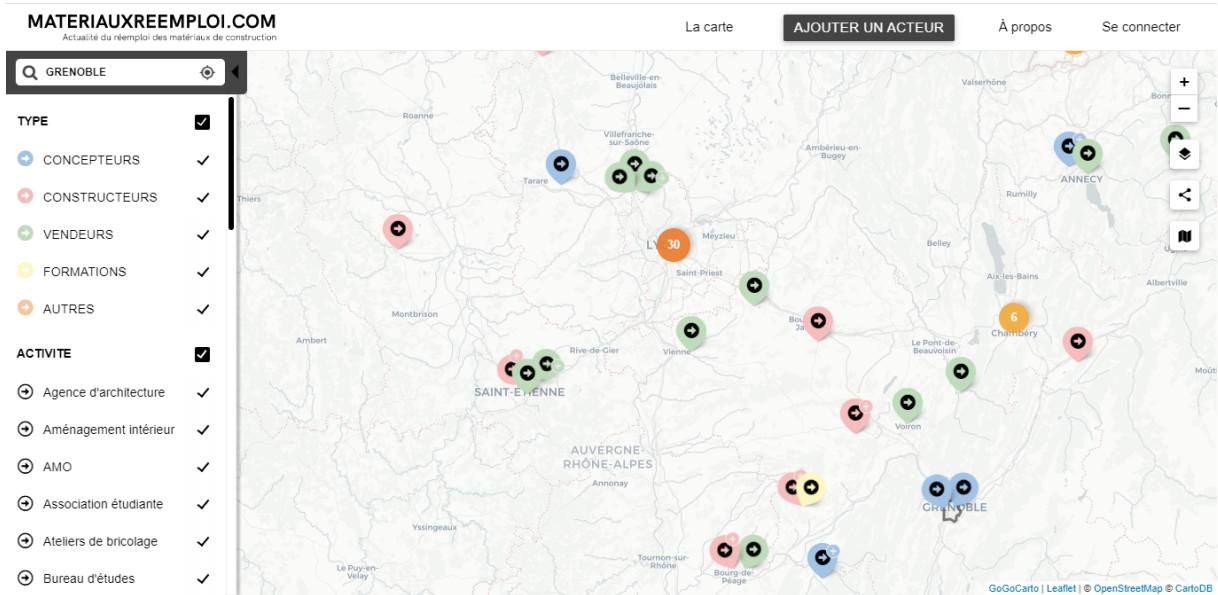 MATERIAUXREEMPLOI.COM
Actualité du réemploi des matériaux de construction
La carte
AJOUTER UN ACTEUR
À propos
Se connecter
GRENOBLE
TYPE
CONCEPTEURS
CONSTRUCTEURS
VENDEURS
FORMATIONS
AUTRES
ACTIVITE
Agence d'architecture
Aménagement intérieur
AMO
Association étudiante
Ateliers de bricolage
Bureau d'études
Belleville-en-
Beaujolais
Valserhône
Roanne
Villefranche-
sur-Saône
Ambérieu-en-
Bugey
Tarare
ANNECY
Rumilly
Thiers
30
Meyzieu
Belley
Saint-Priest
Aix-les-Bains
Albertville
Montbrison
6
Chambéry
Ambert
Rive-de-Gier
Vienne
Le Pont-de-
Beauvoisin
SAINT-ÉTIENNE
Voiron
AUVERGNE-
RHÔNE-ALPES
Annonay
GRENOBLE
Yssingeaux
Tournon-sur-
Rhône
Le Puy-en-
Velay
Bourg-de-
Péage
+
−
GoGoCarto | Leaflet | © OpenStreetMap © CartoDB